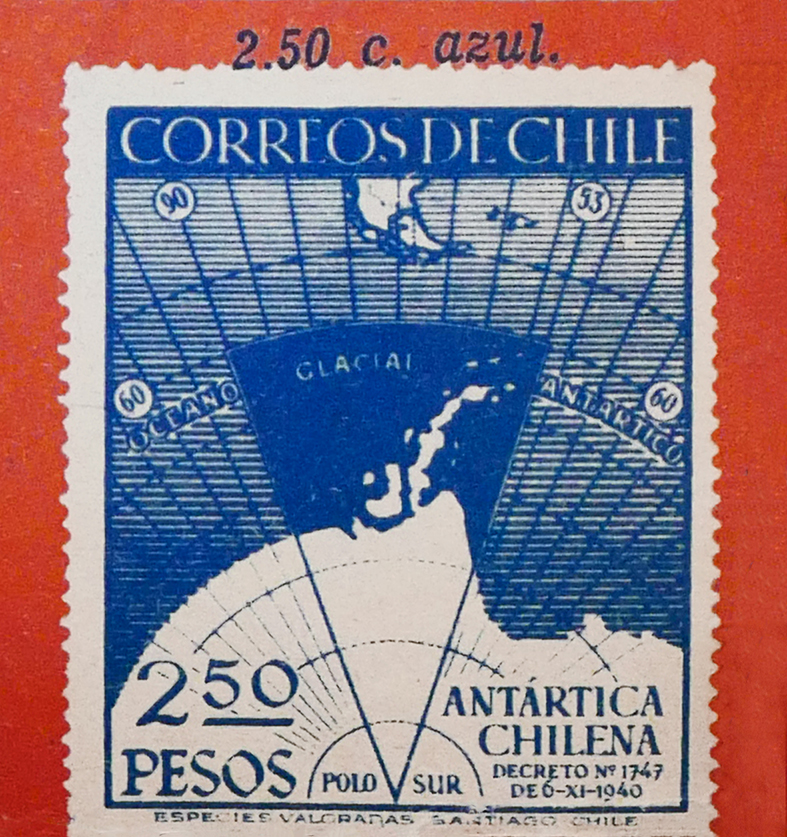 2.50 c. azul.
CORREOS DE CHILE
90 53
GLACIAL
60 OCEANO ANTARTICO 60
2 50
PESOS
POLO SUR
ANTÁRTICA
CHILENA
DECRETO Nº 1747
DE 6-XI-1940
ESPECIES VALORADAS SANTIAGO CHILE